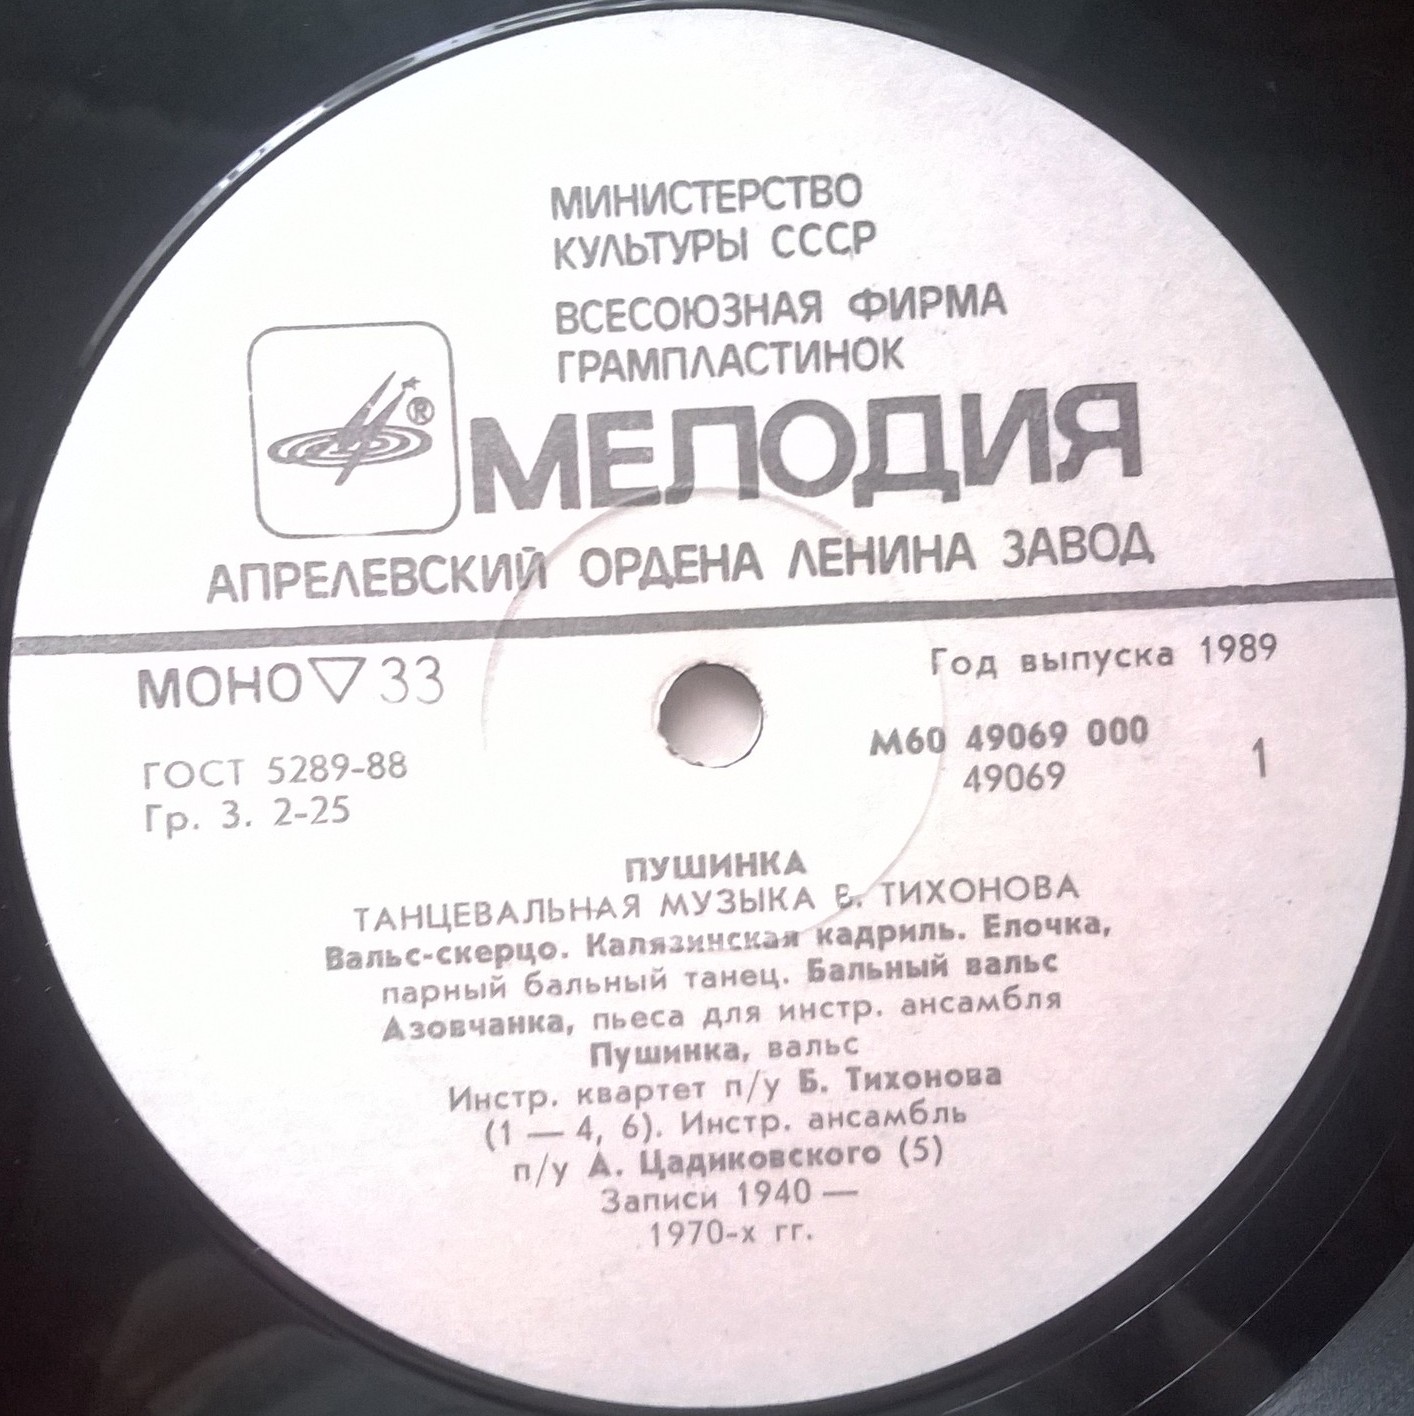 МИНИСТЕРСТВО
КУЛЬТУРЫ СССР
ВСЕСОЮЗНАЯ ФИРМА
ГРАМПЛАСТИНОК
®
МЕЛОДИЯ
АПРЕЛЕВСКИЙ ОРДЕНА ЛЕНИНА ЗАВОД
МОНО ▽ 33
Год выпуска 1989
ГОСТ 5289-88
Гр. 3. 2-25
М60 49069 000
49069
1
ПУШИНКА
ТАНЦЕВАЛЬНАЯ МУЗЫКА Б. ТИХОНОВА
Вальс-скерцо. Калязинская кадриль. Елочка,
парный бальный танец. Бальный вальс
Азовчанка, пьеса для инстр. ансамбля
Пушинка, вальс
Инстр. квартет п/у Б. Тихонова
(1 — 4, 6). Инстр. ансамбль
п/у А. Цадиковского (5)
Записи 1940 —
1970-х гг.